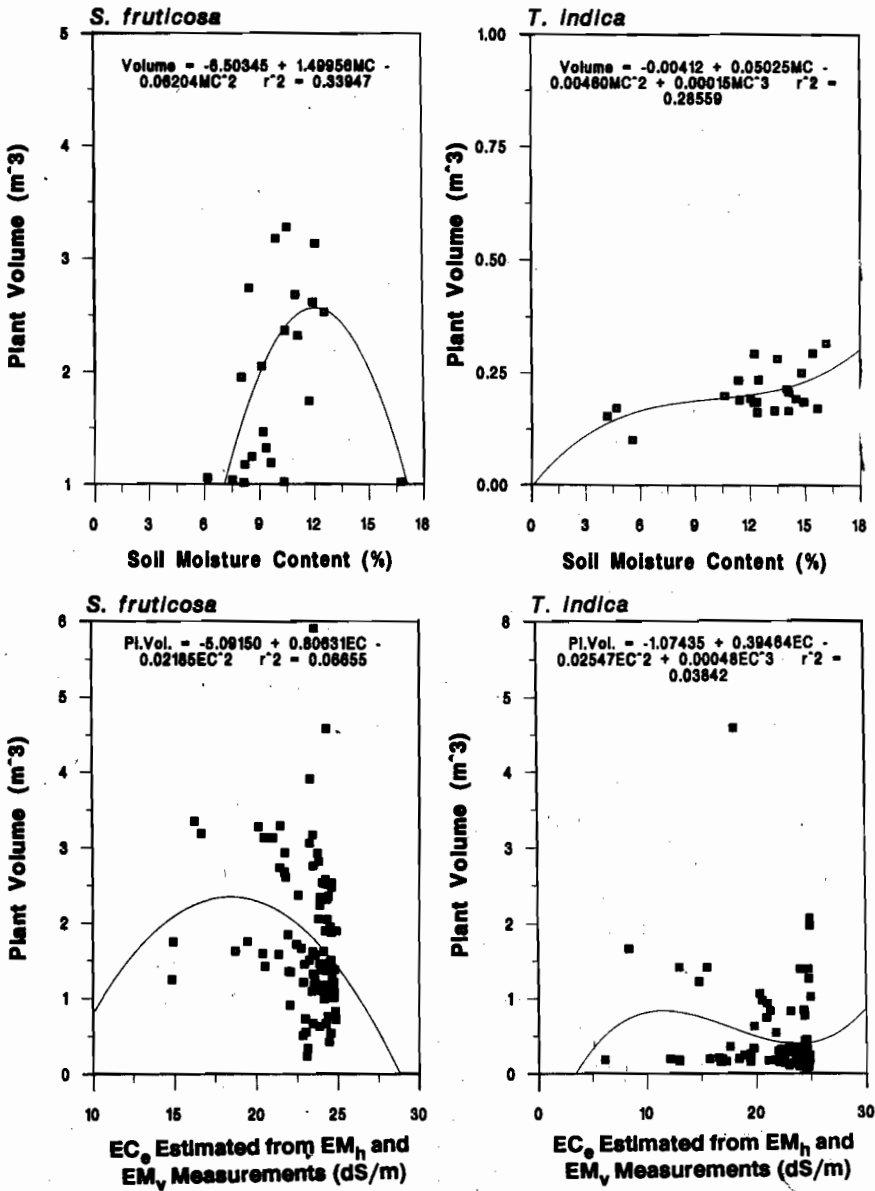 S. fruticosa
Volume = -6.50345 + 1.49956MC -
0.06204MC^2 r^2 = 0.33947
Plant Volume (m^3)
5
4
3
2
1
0 3 6 9 12 15 18
Soil Moisture Content (%)
T. indica
Volume = -0.00412 + 0.05025MC -
0.00460MC^2 + 0.00015MC^3 r^2 =
0.28559
Plant Volume (m^3)
1.00
0.75
0.50
0.25
0.00
0 3 6 9 12 15 18
Soil Moisture Content (%)
S. fruticosa
Pl.Vol. = -5.09150 + 0.80631EC -
0.02185EC^2 r^2 = 0.06655
Plant Volume (m^3)
6
5
4
3
2
1
0
10 15 20 25 30
ECe Estimated from EMh and
EMv Measurements (dS/m)
T. indica
Pl.Vol. = -1.07435 + 0.39464EC -
0.02547EC^2 + 0.00048EC^3 r^2 =
0.03842
Plant Volume (m^3)
6
5
4
3
2
1
0
0 10 20 30
ECe Estimated from EMh and
EMv Measurements (dS/m)